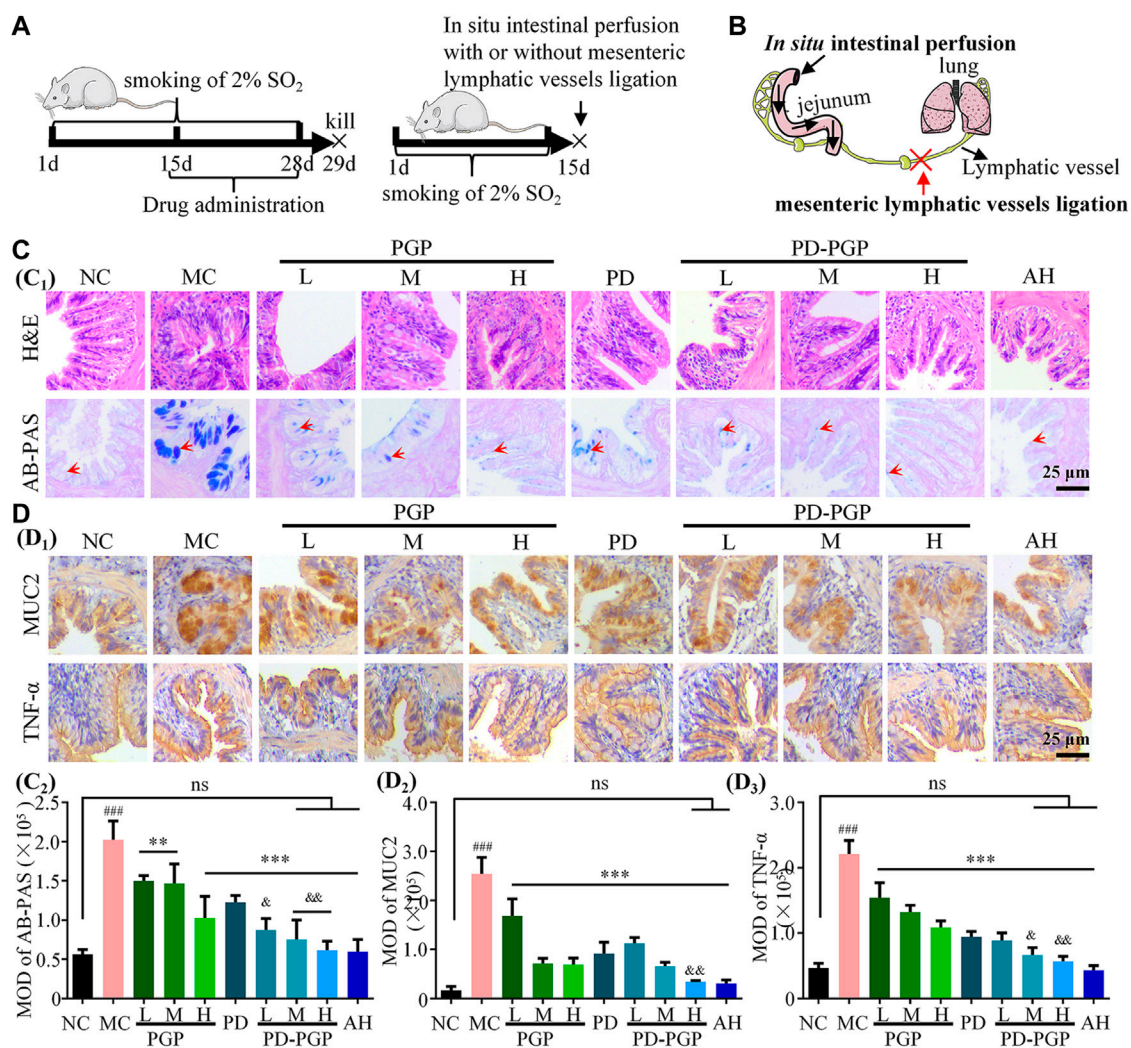 A
smoking of 2% SO₂
kill
1d 15d 28d 29d
Drug administration
In situ intestinal perfusion
with or without mesenteric
lymphatic vessels ligation
1d 15d
smoking of 2% SO₂
B
In situ intestinal perfusion
lung
jejunum
Lymphatic vessel
mesenteric lymphatic vessels ligation
C
PGP PD-PGP
(C₁) NC MC L M H PD L M H AH
H&E
AB-PAS
25 μm
D
PGP PD-PGP
(D₁) NC MC L M H PD L M H AH
MUC2
TNF-α
25 μm
(C₂)
MOD of AB-PAS (×10⁵)
2.5
2.0
1.5
1.0
0.5
0
ns
###
**
***
&
&&
NC MC L M H PD L M H AH
PGP PD-PGP
(D₂)
MOD of MUC2
(×10⁵)
4.0
3.0
2.0
1.0
0
ns
###
***
&&
NC MC L M H PD L M H AH
PGP PD-PGP
(D₃)
MOD of TNF-α
(×10⁵)
3.0
2.0
1.0
0
ns
###
***
&
&&
NC MC L M H PD L M H AH
PGP PD-PGP